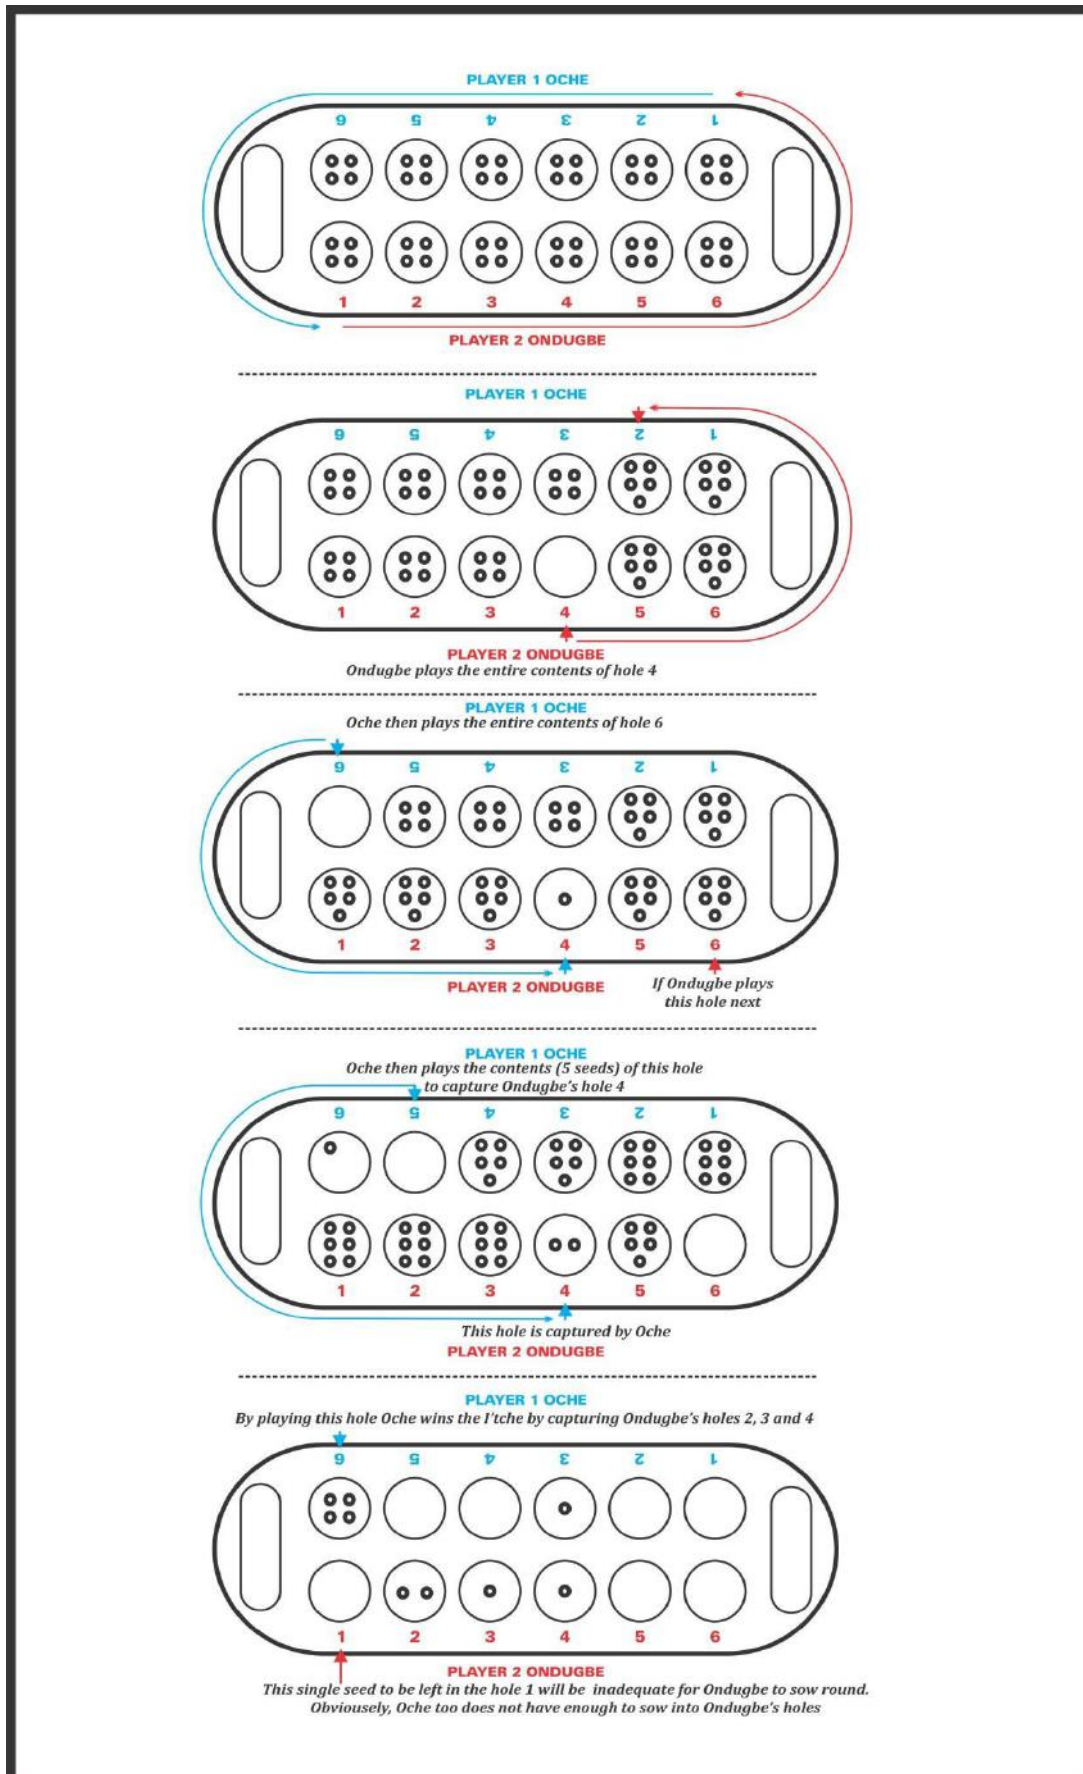 PLAYER 1 OCHE
6 5 4 3 2 1
1 2 3 4 5 6
PLAYER 2 ONDUGBE
PLAYER 1 OCHE
6 5 4 3 2 1
1 2 3 4 5 6
PLAYER 2 ONDUGBE
Ondugbe plays the entire contents of hole 4
PLAYER 1 OCHE
Oche then plays the entire contents of hole 6
6 5 4 3 2 1
1 2 3 4 5 6
PLAYER 2 ONDUGBE
If Ondugbe plays
this hole next
PLAYER 1 OCHE
Oche then plays the contents (5 seeds) of this hole
to capture Ondugbe's hole 4
6 5 4 3 2 1
1 2 3 4 5 6
This hole is captured by Oche
PLAYER 2 ONDUGBE
PLAYER 1 OCHE
By playing this hole Oche wins the I'tche by capturing Ondugbe's holes 2, 3 and 4
6 5 4 3 2 1
1 2 3 4 5 6
PLAYER 2 ONDUGBE
This single seed to be left in the hole 1 will be inadequate for Ondugbe to sow round.
Obviousely, Oche too does not have enough to sow into Ondugbe's holes